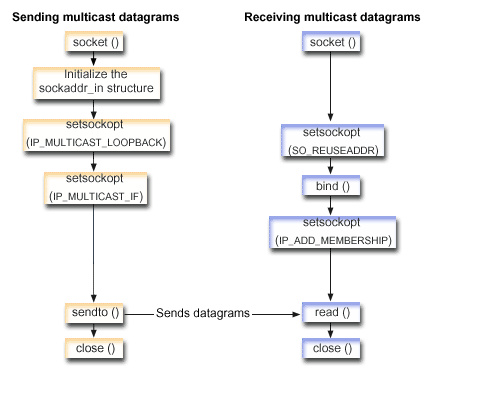 Sending multicast datagrams
socket ()
Initialize the
sockaddr_in structure
setsockopt
(IP_MULTICAST_LOOPBACK)
setsockopt
(IP_MULTICAST_IF)
sendto ()
close ()
Sends datagrams
Receiving multicast datagrams
socket ()
setsockopt
(SO_REUSEADDR)
bind ()
setsockopt
(IP_ADD_MEMBERSHIP)
read ()
close ()